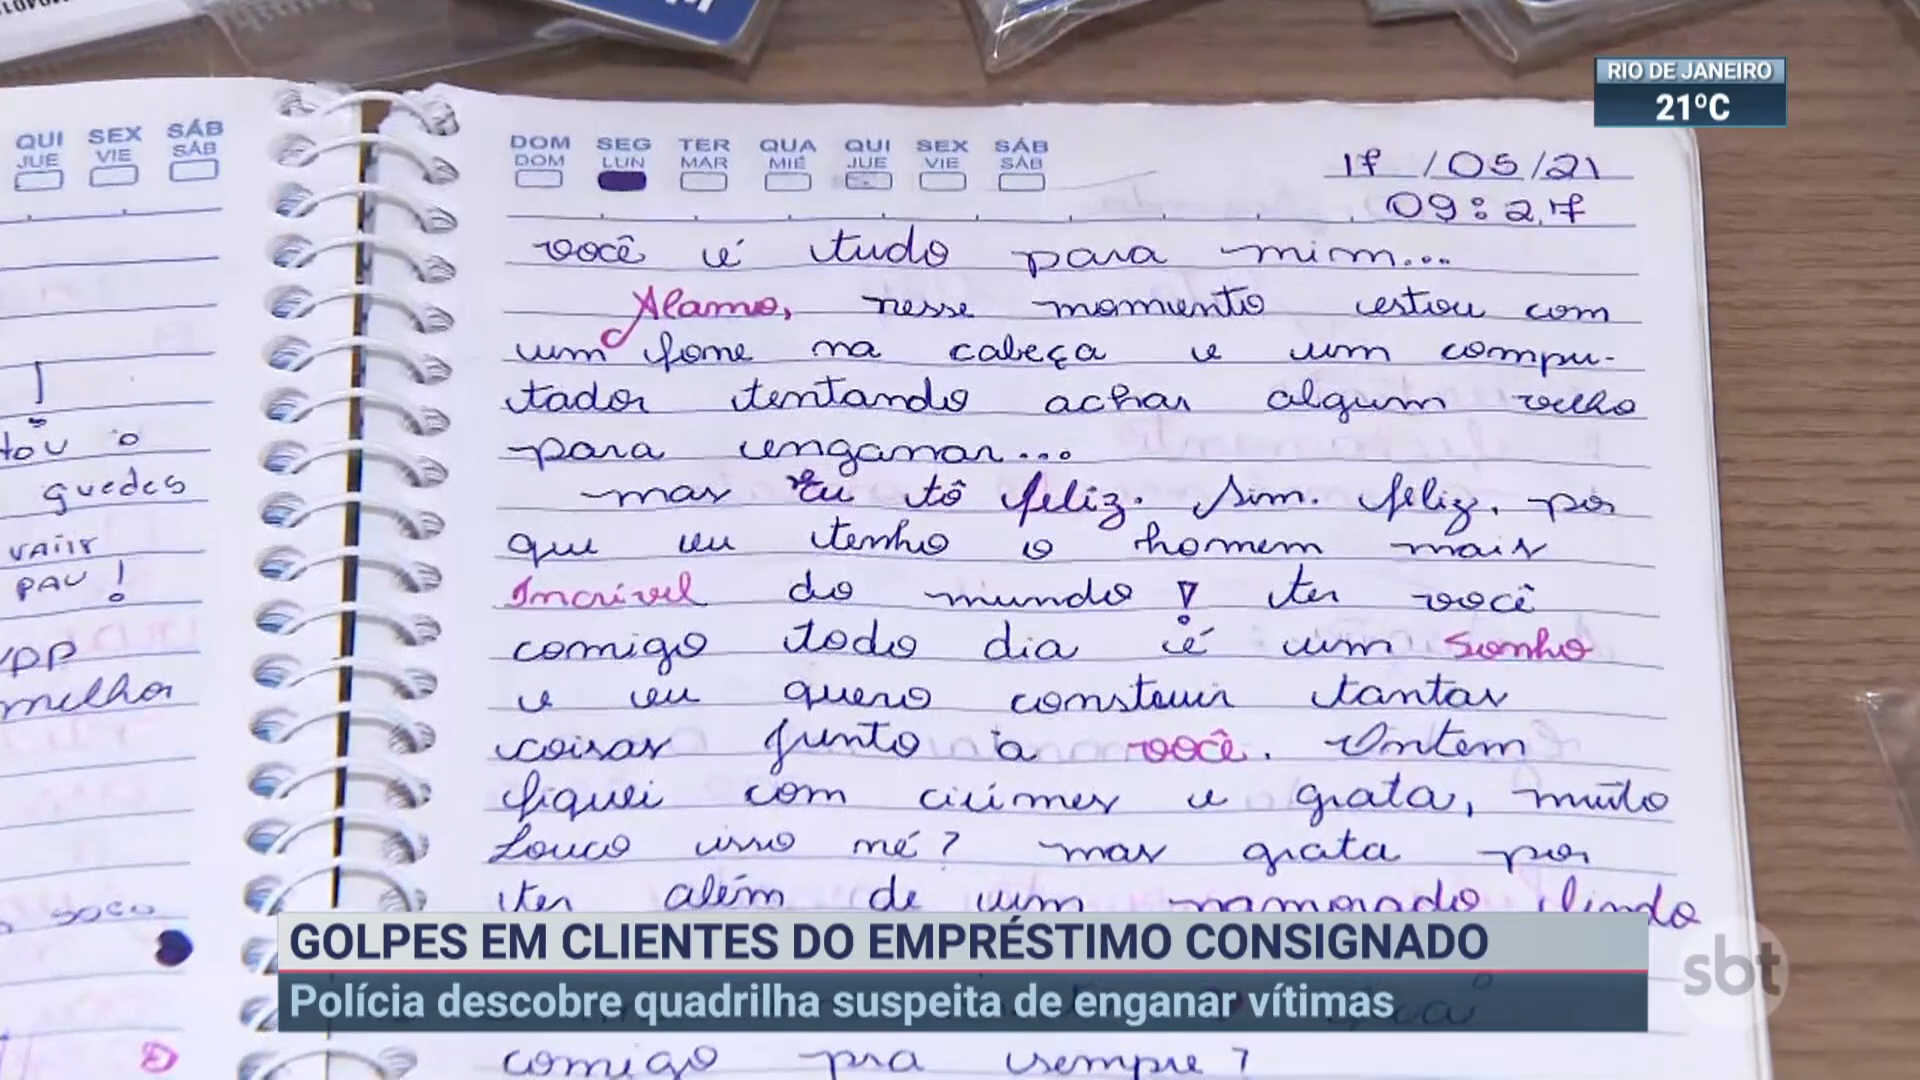 RIO DE JANEIRO
21ºC
QUI SEX SÁB
JUE VIE SÁB
DOM SEG TER QUA QUI SEX SÁB
DOM LUN MAR MIÉ JUE VIE SÁB
17/05/21
09:27
você é tudo para mim...
Alamo, nesse momento estou com
um fone na cabeça e um compu-
tador tentando achar algum velho
para enganar...
mas eu tô feliz. Sim. feliz, por
que eu tenho o homem mais
Incrível do mundo! ter você
comigo todo dia é um sonho
e eu quero construir tantas
coisas junto a você. Ontem
fiquei com ciúmes e grata, muito
Louco isso né? mas grata por
ter além de um namorado lindo
comigo pra sempre?
o
guedes
PAU!
melhor
GOLPES EM CLIENTES DO EMPRÉSTIMO CONSIGNADO
Polícia descobre quadrilha suspeita de enganar vítimas
sbt